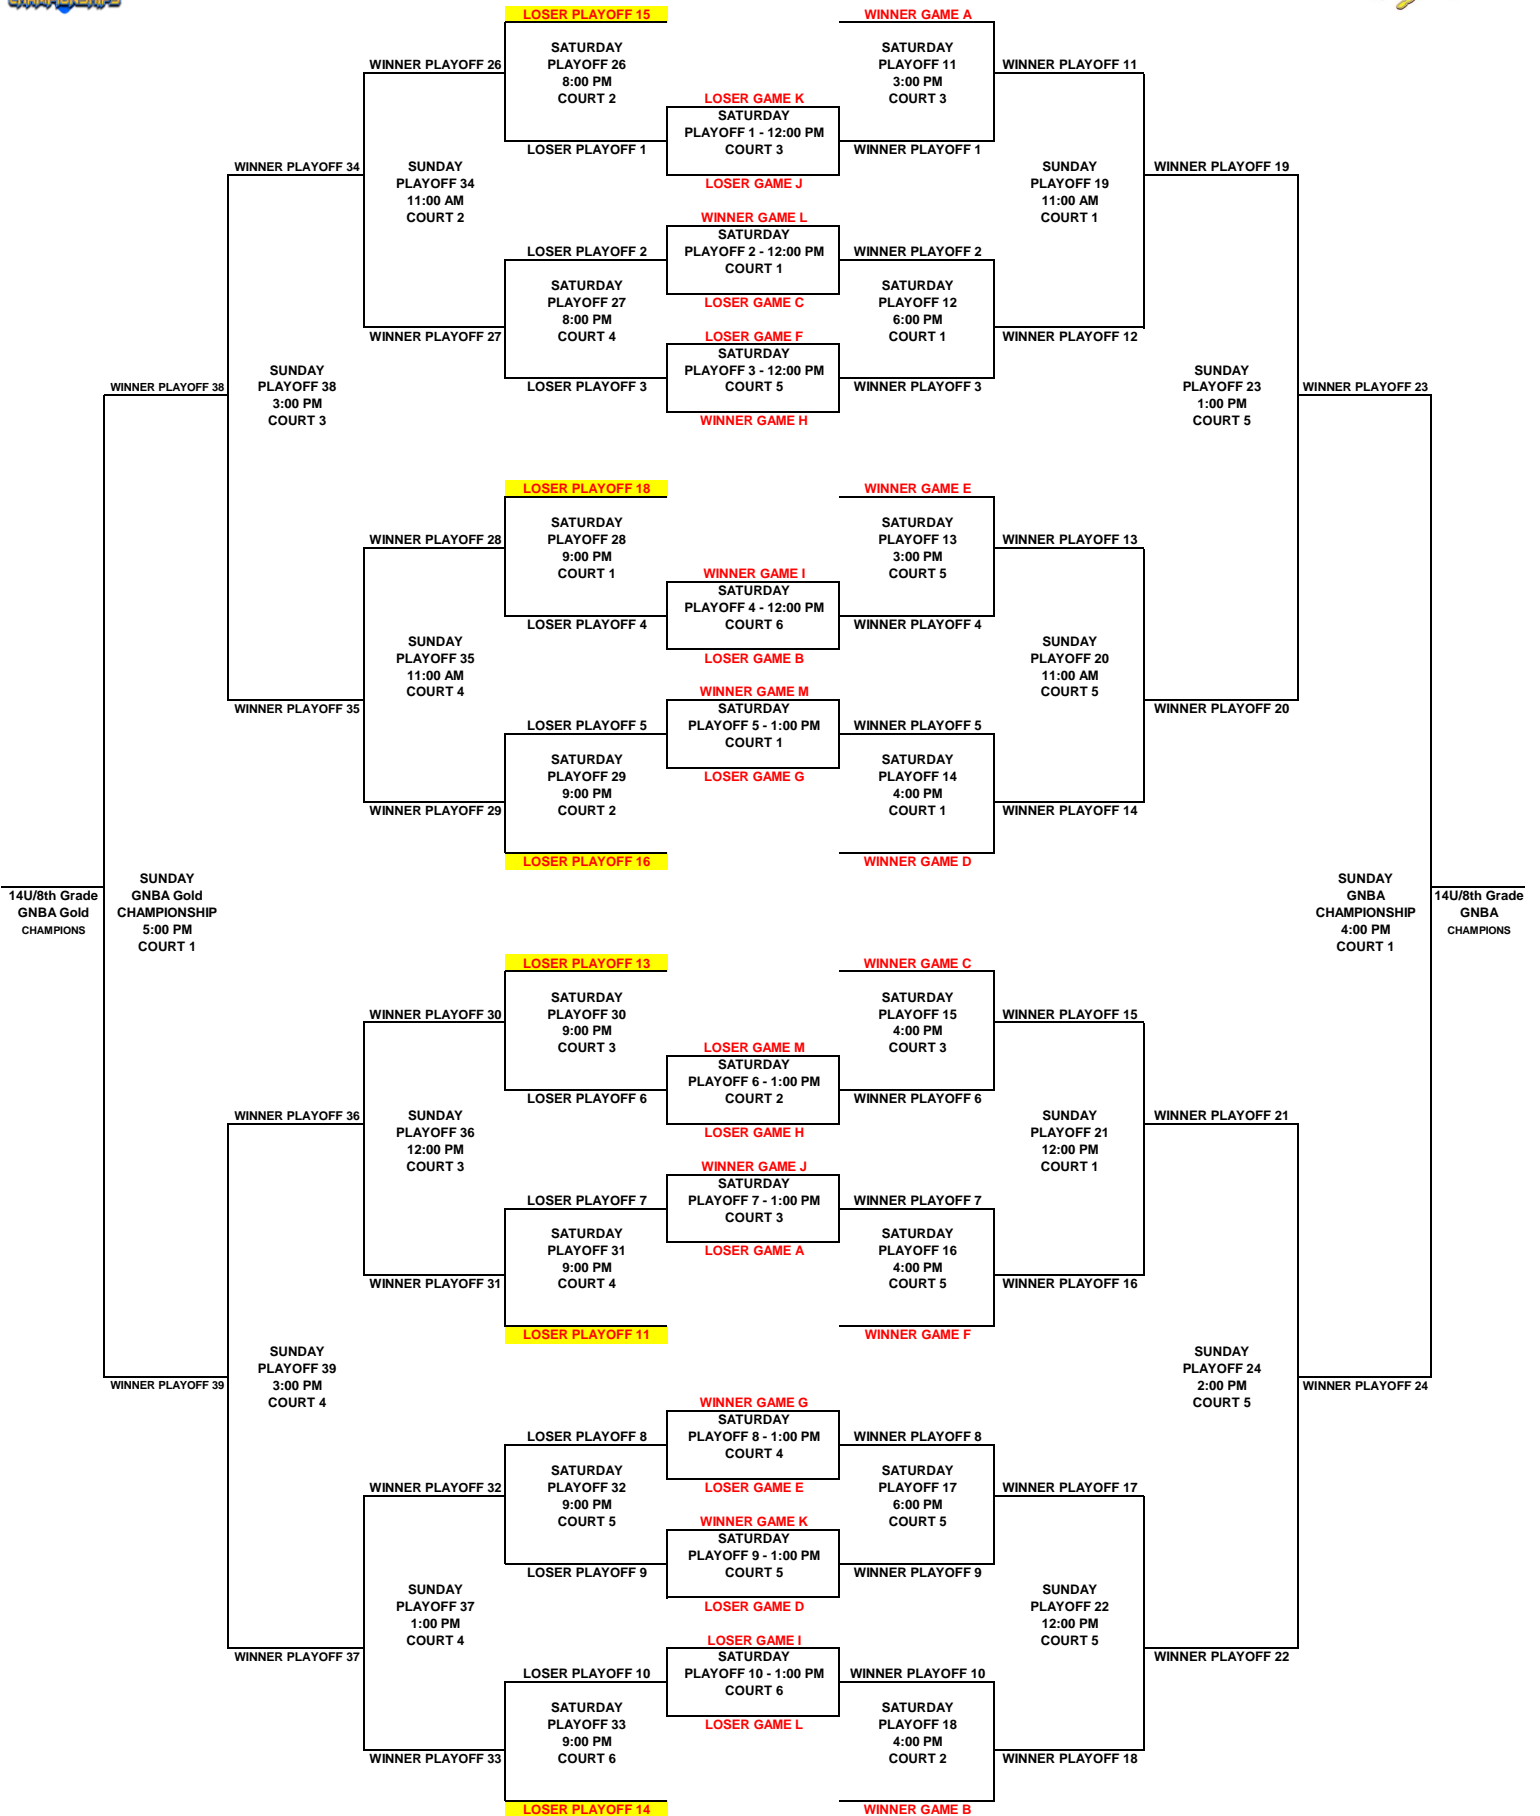 CHAMPIONSHIPS
LOSER PLAYOFF 15
WINNER GAME A
SATURDAY
PLAYOFF 26
8:00 PM
COURT 2
SATURDAY
PLAYOFF 11
3:00 PM
COURT 3
WINNER PLAYOFF 26
WINNER PLAYOFF 11
LOSER GAME K
SATURDAY
PLAYOFF 1 - 12:00 PM
COURT 3
LOSER PLAYOFF 1
WINNER PLAYOFF 1
LOSER GAME J
WINNER PLAYOFF 34
SUNDAY
PLAYOFF 34
11:00 AM
COURT 2
SUNDAY
PLAYOFF 19
11:00 AM
COURT 1
WINNER PLAYOFF 19
WINNER GAME L
SATURDAY
PLAYOFF 2 - 12:00 PM
COURT 1
LOSER PLAYOFF 2
WINNER PLAYOFF 2
LOSER GAME C
SATURDAY
PLAYOFF 27
8:00 PM
COURT 4
SATURDAY
PLAYOFF 12
6:00 PM
COURT 1
WINNER PLAYOFF 27
WINNER PLAYOFF 12
LOSER GAME F
SATURDAY
PLAYOFF 3 - 12:00 PM
COURT 5
LOSER PLAYOFF 3
WINNER PLAYOFF 3
WINNER GAME H
WINNER PLAYOFF 38
SUNDAY
PLAYOFF 38
3:00 PM
COURT 3
SUNDAY
PLAYOFF 23
1:00 PM
COURT 5
WINNER PLAYOFF 23
LOSER PLAYOFF 18
WINNER GAME E
SATURDAY
PLAYOFF 28
9:00 PM
COURT 1
SATURDAY
PLAYOFF 13
3:00 PM
COURT 5
WINNER PLAYOFF 28
WINNER PLAYOFF 13
WINNER GAME I
SATURDAY
PLAYOFF 4 - 12:00 PM
COURT 6
LOSER PLAYOFF 4
WINNER PLAYOFF 4
LOSER GAME B
SUNDAY
PLAYOFF 35
11:00 AM
COURT 4
SUNDAY
PLAYOFF 20
11:00 AM
COURT 5
WINNER PLAYOFF 35
WINNER PLAYOFF 20
WINNER GAME M
SATURDAY
PLAYOFF 5 - 1:00 PM
COURT 1
LOSER PLAYOFF 5
WINNER PLAYOFF 5
LOSER GAME G
SATURDAY
PLAYOFF 29
9:00 PM
COURT 2
SATURDAY
PLAYOFF 14
4:00 PM
COURT 1
WINNER PLAYOFF 29
WINNER PLAYOFF 14
LOSER PLAYOFF 16
WINNER GAME D
14U/8th Grade
GNBA Gold
CHAMPIONS
SUNDAY
GNBA Gold
CHAMPIONSHIP
5:00 PM
COURT 1
SUNDAY
GNBA
CHAMPIONSHIP
4:00 PM
COURT 1
14U/8th Grade
GNBA
CHAMPIONS
LOSER PLAYOFF 13
WINNER GAME C
SATURDAY
PLAYOFF 30
9:00 PM
COURT 3
SATURDAY
PLAYOFF 15
4:00 PM
COURT 3
WINNER PLAYOFF 30
WINNER PLAYOFF 15
LOSER GAME M
SATURDAY
PLAYOFF 6 - 1:00 PM
COURT 2
LOSER PLAYOFF 6
WINNER PLAYOFF 6
LOSER GAME H
WINNER PLAYOFF 36
SUNDAY
PLAYOFF 36
12:00 PM
COURT 3
SUNDAY
PLAYOFF 21
12:00 PM
COURT 1
WINNER PLAYOFF 21
WINNER GAME J
SATURDAY
PLAYOFF 7 - 1:00 PM
COURT 3
LOSER PLAYOFF 7
WINNER PLAYOFF 7
LOSER GAME A
SATURDAY
PLAYOFF 31
9:00 PM
COURT 4
SATURDAY
PLAYOFF 16
4:00 PM
COURT 5
WINNER PLAYOFF 31
WINNER PLAYOFF 16
LOSER PLAYOFF 11
WINNER GAME F
SUNDAY
PLAYOFF 39
3:00 PM
COURT 4
SUNDAY
PLAYOFF 24
2:00 PM
COURT 5
WINNER PLAYOFF 39
WINNER PLAYOFF 24
WINNER GAME G
SATURDAY
PLAYOFF 8 - 1:00 PM
COURT 4
LOSER PLAYOFF 8
WINNER PLAYOFF 8
LOSER GAME E
SATURDAY
PLAYOFF 32
9:00 PM
COURT 5
SATURDAY
PLAYOFF 17
6:00 PM
COURT 5
WINNER PLAYOFF 32
WINNER PLAYOFF 17
WINNER GAME K
SATURDAY
PLAYOFF 9 - 1:00 PM
COURT 5
LOSER PLAYOFF 9
WINNER PLAYOFF 9
LOSER GAME D
SUNDAY
PLAYOFF 37
1:00 PM
COURT 4
SUNDAY
PLAYOFF 22
12:00 PM
COURT 5
WINNER PLAYOFF 37
WINNER PLAYOFF 22
LOSER GAME I
SATURDAY
PLAYOFF 10 - 1:00 PM
COURT 6
LOSER PLAYOFF 10
WINNER PLAYOFF 10
LOSER GAME L
SATURDAY
PLAYOFF 33
9:00 PM
COURT 6
SATURDAY
PLAYOFF 18
4:00 PM
COURT 2
WINNER PLAYOFF 33
WINNER PLAYOFF 18
LOSER PLAYOFF 14
WINNER GAME B